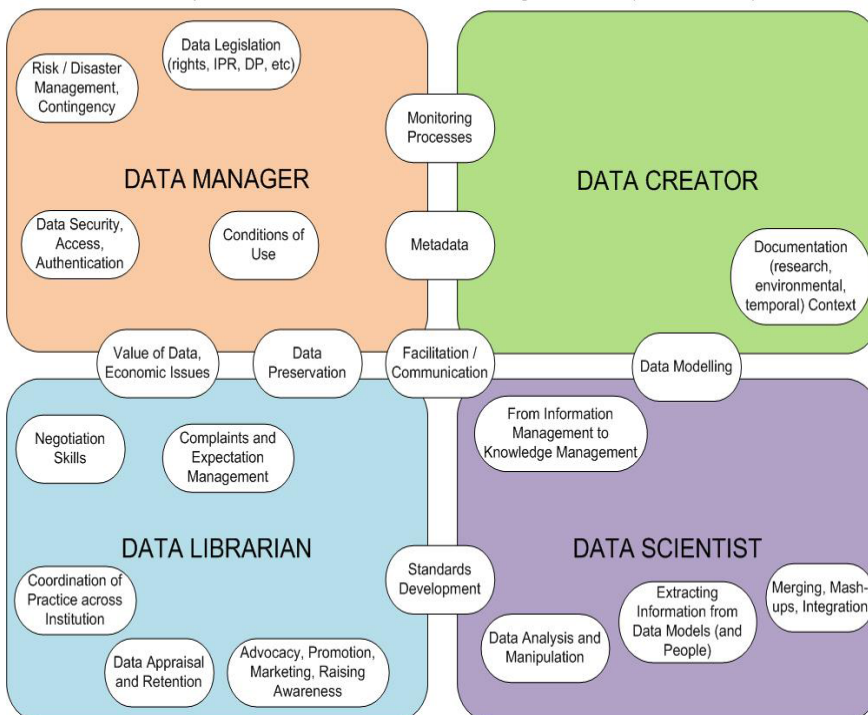 Data Legislation
(rights, IPR, DP, etc)
Risk / Disaster
Management,
Contingency
Monitoring
Processes
DATA MANAGER
DATA CREATOR
Data Security,
Access,
Authentication
Conditions of
Use
Metadata
Documentation
(research,
environmental,
temporal) Context
Value of Data,
Economic Issues
Data
Preservation
Facilitation /
Communication
Data Modelling
Negotiation
Skills
Complaints and
Expectation
Management
From Information
Management to
Knowledge Management
DATA LIBRARIAN
DATA SCIENTIST
Coordination of
Practice across
Institution
Standards
Development
Data Appraisal
and Retention
Advocacy, Promotion,
Marketing, Raising
Awareness
Data Analysis and
Manipulation
Extracting
Information from
Data Models (and
People)
Merging, Mash-
ups, Integration